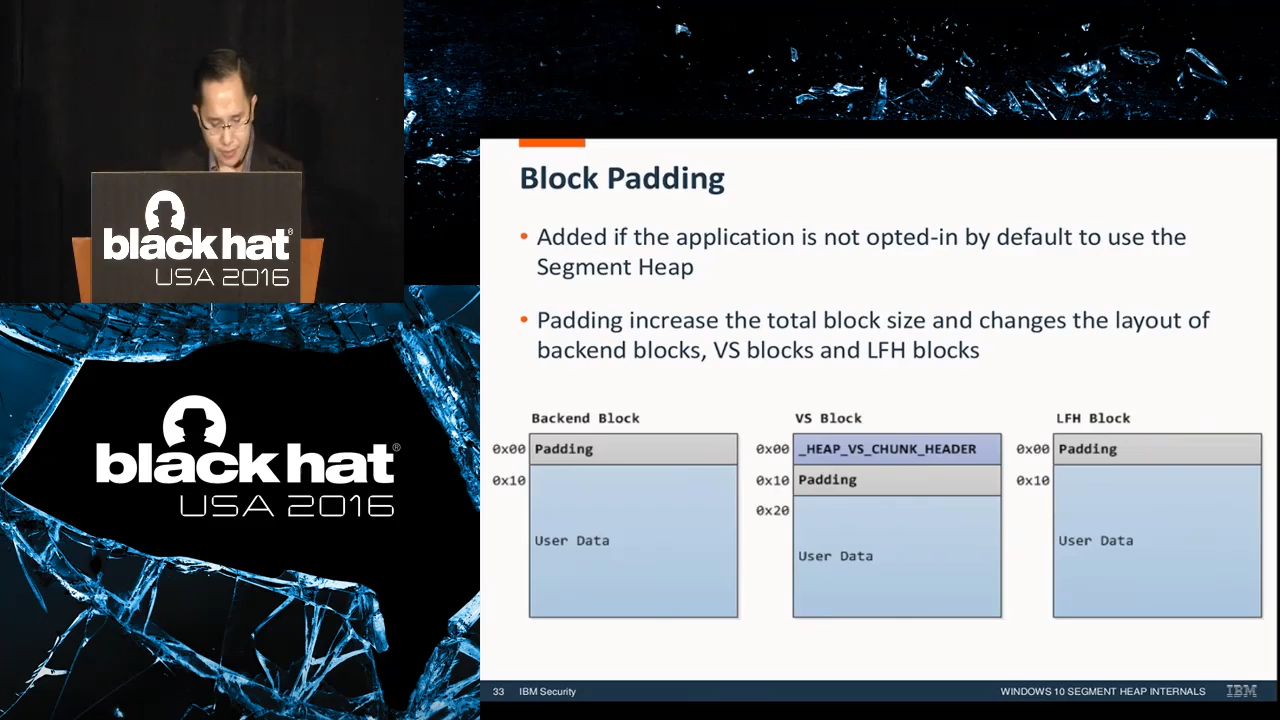 black hat®
USA 2016
black hat®
USA 2016
Block Padding
• Added if the application is not opted-in by default to use the
Segment Heap
• Padding increase the total block size and changes the layout of
backend blocks, VS blocks and LFH blocks
Backend Block
0x00 Padding
0x10
User Data
VS Block
0x00 _HEAP_VS_CHUNK_HEADER
0x10 Padding
0x20
User Data
LFH Block
0x00 Padding
0x10
User Data
33 IBM Security
WINDOWS 10 SEGMENT HEAP INTERNALS IBM